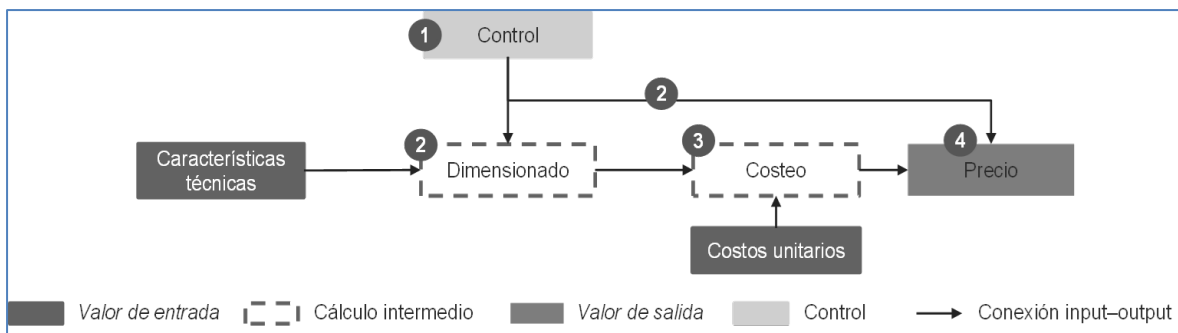 1
Control
2
Características
técnicas
2
Dimensionado
3
Costeo
4
Precio
Costos unitarios
Valor de entrada
Cálculo intermedio
Valor de salida
Control
Conexión input–output